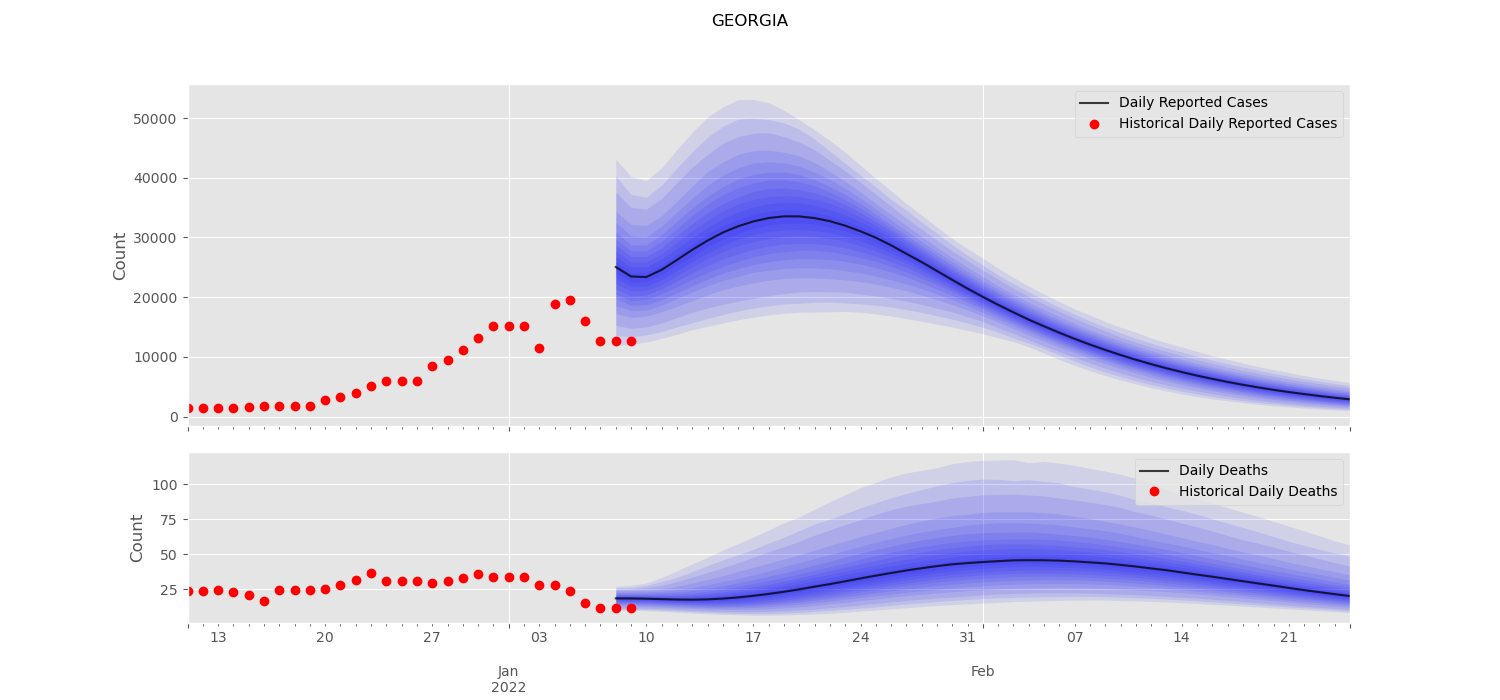 GEORGIA
Daily Reported Cases
Historical Daily Reported Cases
50000
40000
30000
20000
10000
0
Count
Daily Deaths
Historical Daily Deaths
100
75
50
25
Count
13 20 27 03 10 17 24 31 07 14 21
Jan Feb
2022